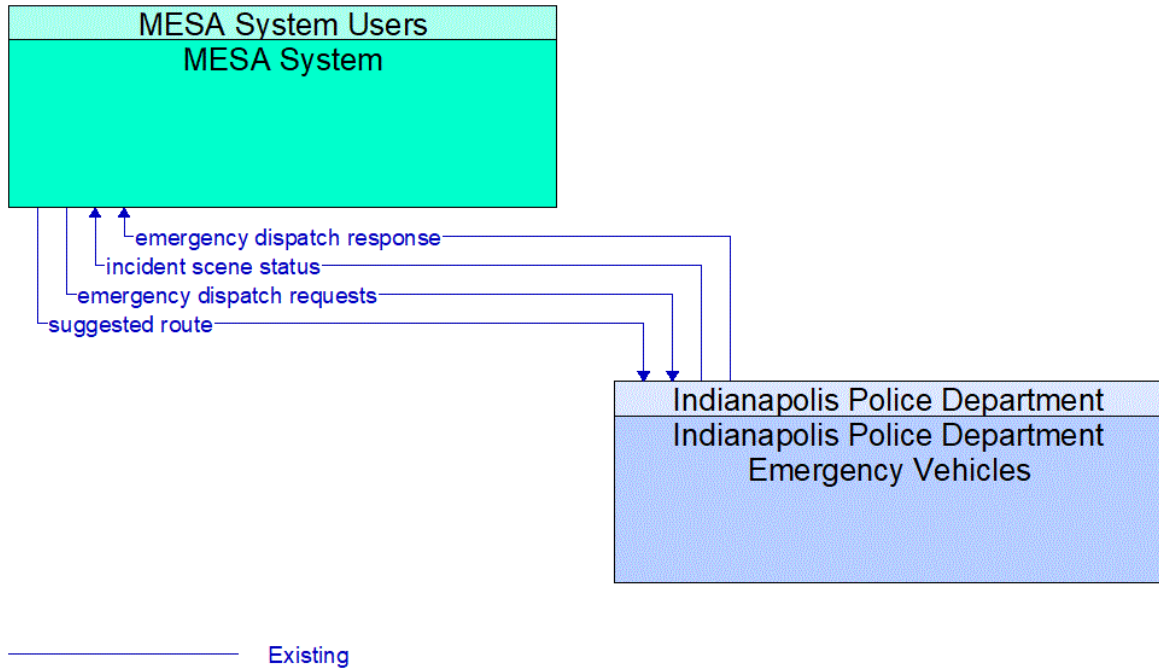 MESA System Users
MESA System
emergency dispatch response
incident scene status
emergency dispatch requests
suggested route
Indianapolis Police Department
Indianapolis Police Department
Emergency Vehicles
Existing